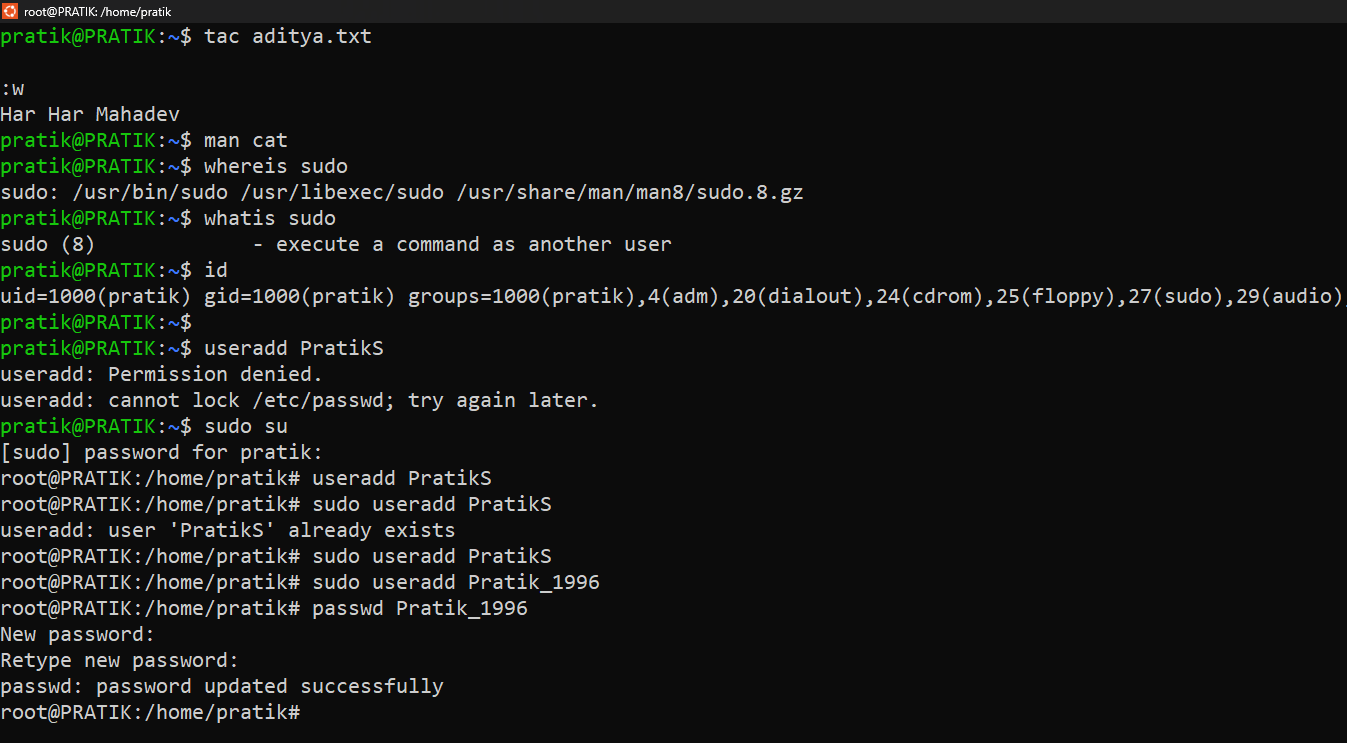 root@PRATIK: /home/pratik
pratik@PRATIK:~$ tac aditya.txt
:w
Har Har Mahadev
pratik@PRATIK:~$ man cat
pratik@PRATIK:~$ whereis sudo
sudo: /usr/bin/sudo /usr/libexec/sudo /usr/share/man/man8/sudo.8.gz
pratik@PRATIK:~$ whatis sudo
sudo (8)             - execute a command as another user
pratik@PRATIK:~$ id
uid=1000(pratik) gid=1000(pratik) groups=1000(pratik),4(adm),20(dialout),24(cdrom),25(floppy),27(sudo),29(audio),
pratik@PRATIK:~$
pratik@PRATIK:~$ useradd PratikS
useradd: Permission denied.
useradd: cannot lock /etc/passwd; try again later.
pratik@PRATIK:~$ sudo su
[sudo] password for pratik:
root@PRATIK:/home/pratik# useradd PratikS
root@PRATIK:/home/pratik# sudo useradd PratikS
useradd: user 'PratikS' already exists
root@PRATIK:/home/pratik# sudo useradd PratikS
root@PRATIK:/home/pratik# sudo useradd Pratik_1996
root@PRATIK:/home/pratik# passwd Pratik_1996
New password:
Retype new password:
passwd: password updated successfully
root@PRATIK:/home/pratik#